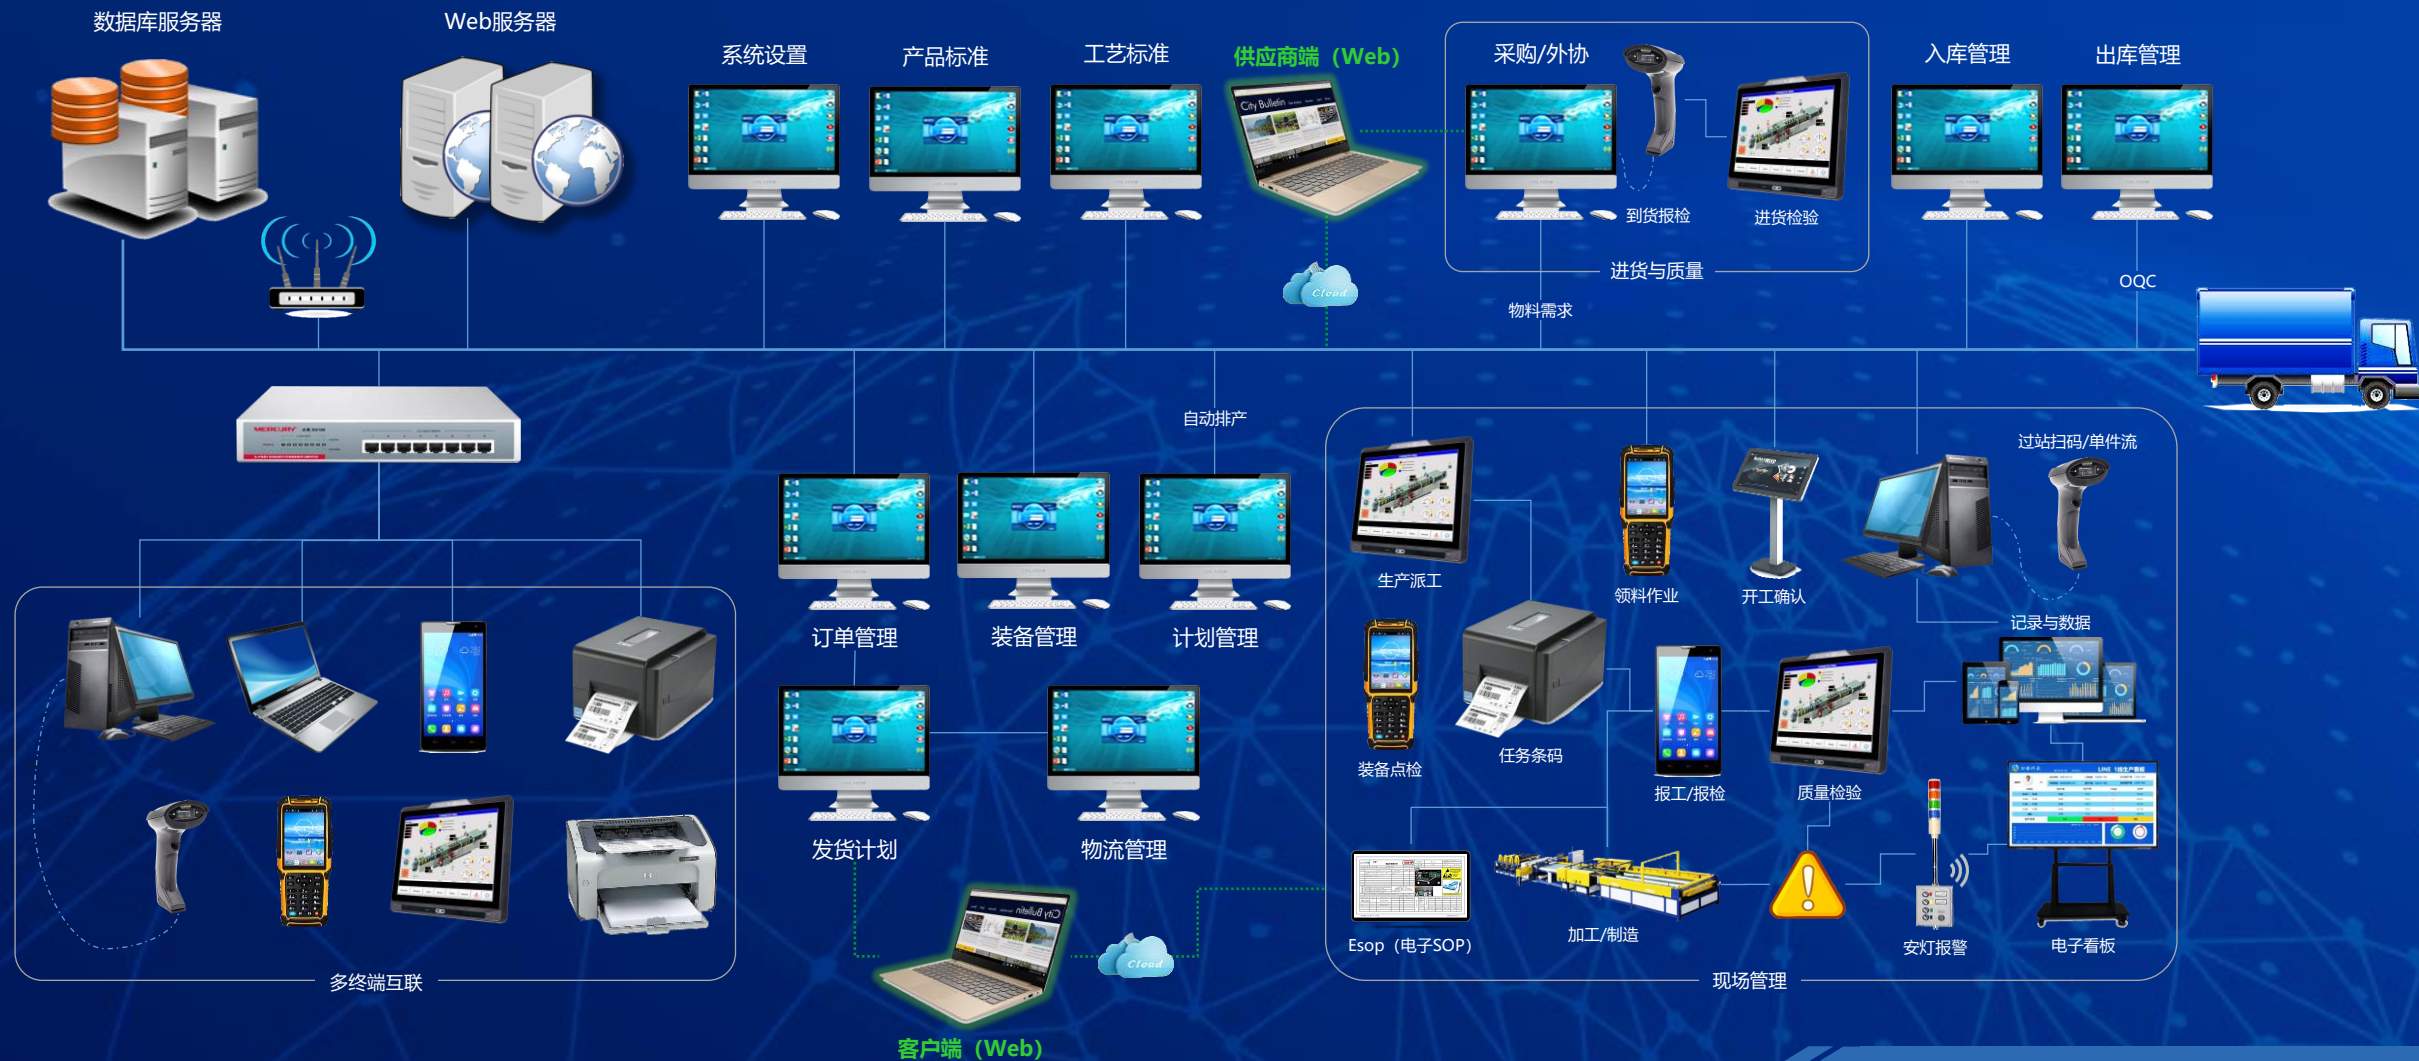 数据库服务器
Web服务器
系统设置
产品标准
工艺标准
供应商端（Web）
采购/外协
入库管理
出库管理
City Bulletin
到货报检
进货检验
进货与质量
Cloud
物料需求
OQC
MERCURY
自动排产
过站扫码/单件流
生产派工
领料作业
开工确认
订单管理
装备管理
计划管理
记录与数据
任务条码
装备点检
报工/报检
质量检验
发货计划
物流管理
City Bulletin
Cloud
Esop（电子SOP）
加工/制造
安灯报警
电子看板
多终端互联
现场管理
客户端（Web）